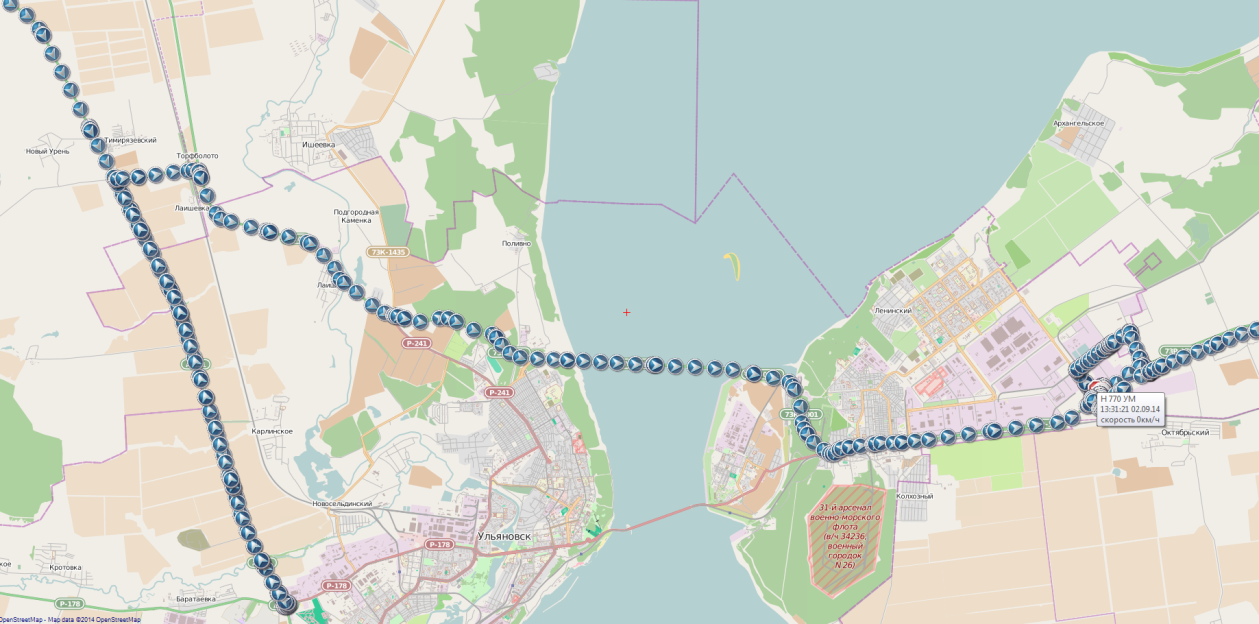 Архангельское
Тимирязевский
Новый Урень
Ишеевка
Торфболото
Лаишевка
Подгородная
Каменка
Поливно
73К-1435
Ленинский
Р-241
Р-241
Н 770 УМ
13:31:21 02.09.14
скорость 0км/ч
Октябрьский
Карлинское
Колхозный
Новосельдинский
31-й арсенал
военно-морского
флота
(в/ч 34236,
военный
городок
N 26)
Ульяновск
Р-178
Кротовка
Р-178
Баратаевка
Р-178
OpenStreetMap - Map data ©2014 OpenStreetMap